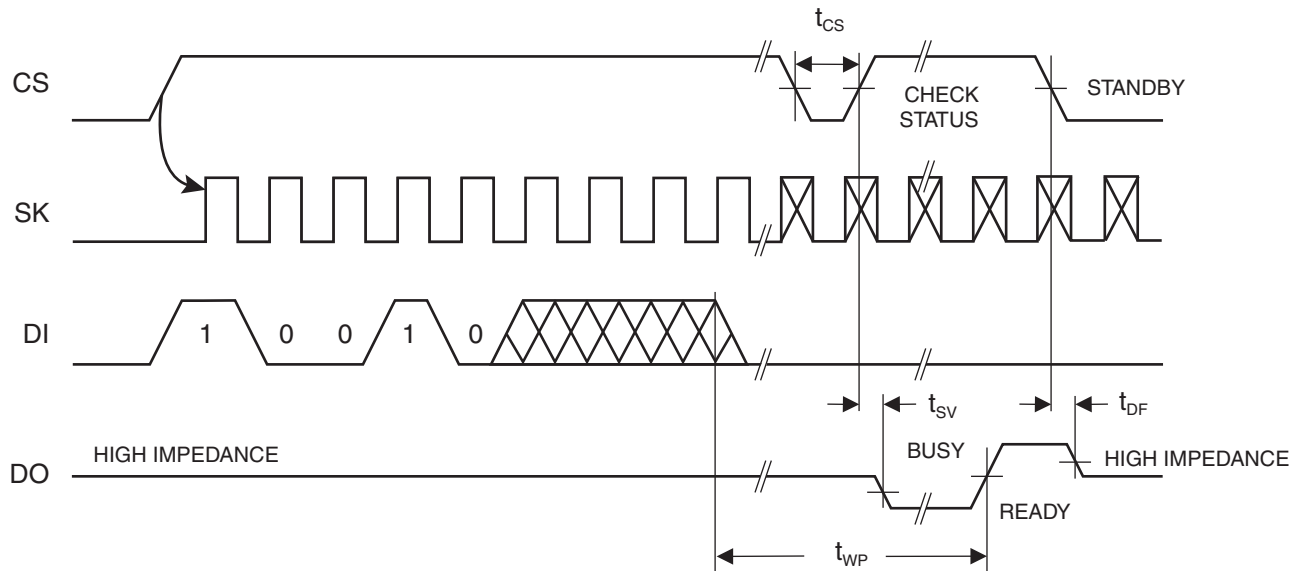 tCS
CS
CHECK
STATUS
STANDBY
SK
DI
1 0 0 1 0
tSV
tDF
HIGH IMPEDANCE
BUSY
HIGH IMPEDANCE
DO
READY
tWP